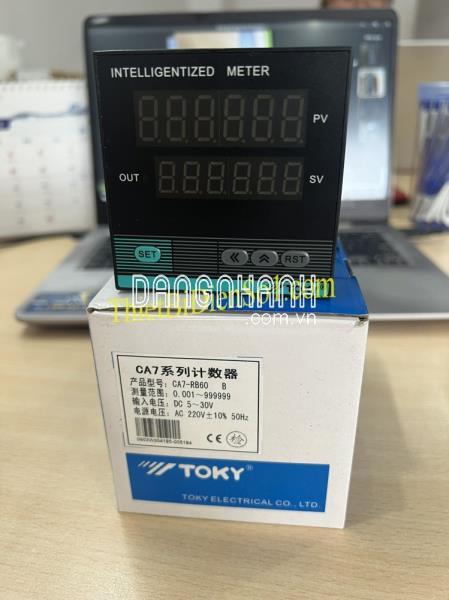 INTELLIGENTIZED METER
PV
OUT
SV
SET
RST
DANGKHANH
.com.vn
CA7系列计数器
产品型号: CA7-RB60 B
测量范围: 0.001~999999
输入电压: DC 5~30V
电源电压: AC 220V±10% 50Hz
CE 检
TOKY®
TOKY ELECTRICAL CO., LTD.